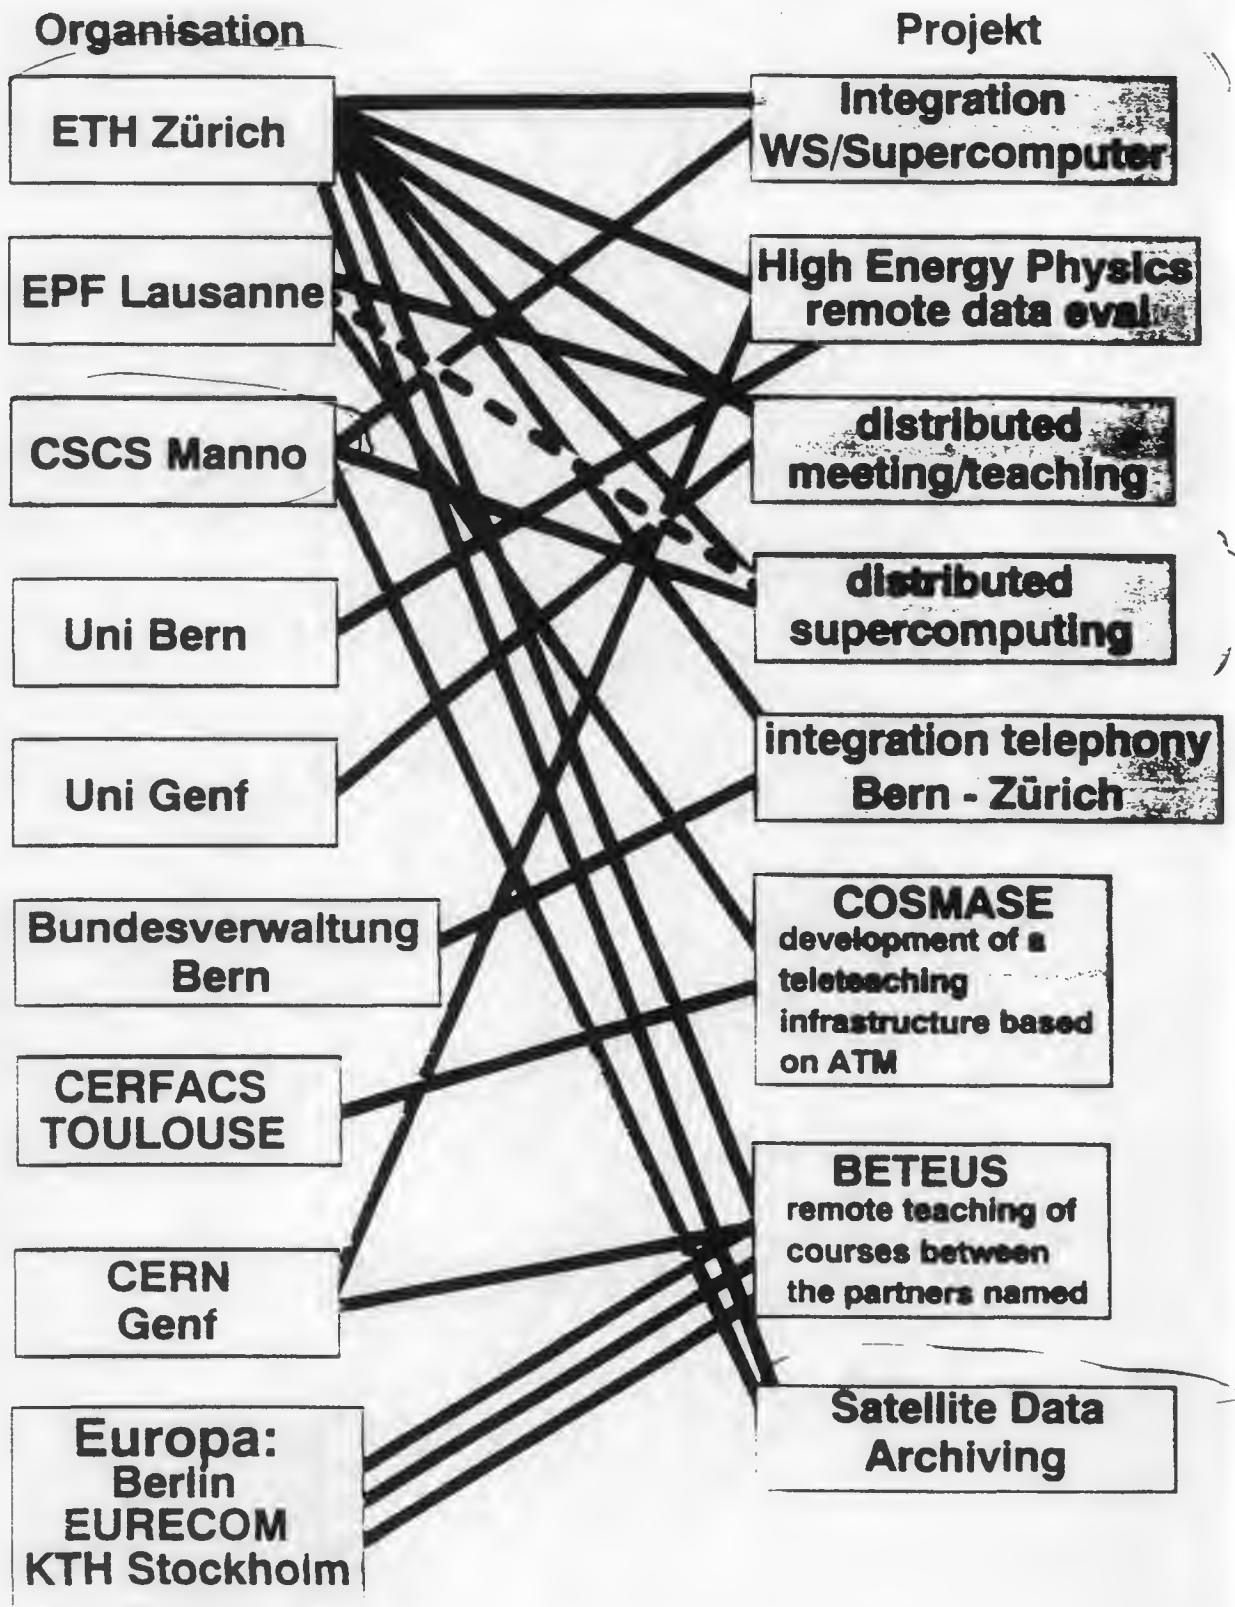 Organisation
ETH Zürich
EPF Lausanne
CSCS Manno
Uni Bern
Uni Genf
Bundesverwaltung
Bern
CERFACS
TOULOUSE
CERN
Genf
Europa:
Berlin
EURECOM
KTH Stockholm
Projekt
Integration
WS/Supercomputer
High Energy Physics
remote data eval.
distributed
meeting/teaching
distributed
supercomputing
integration telephony
Bern - Zürich
COSMASE
development of a
teleteaching
infrastructure based
on ATM
BETEUS
remote teaching of
courses between
the partners named
Satellite Data
Archiving